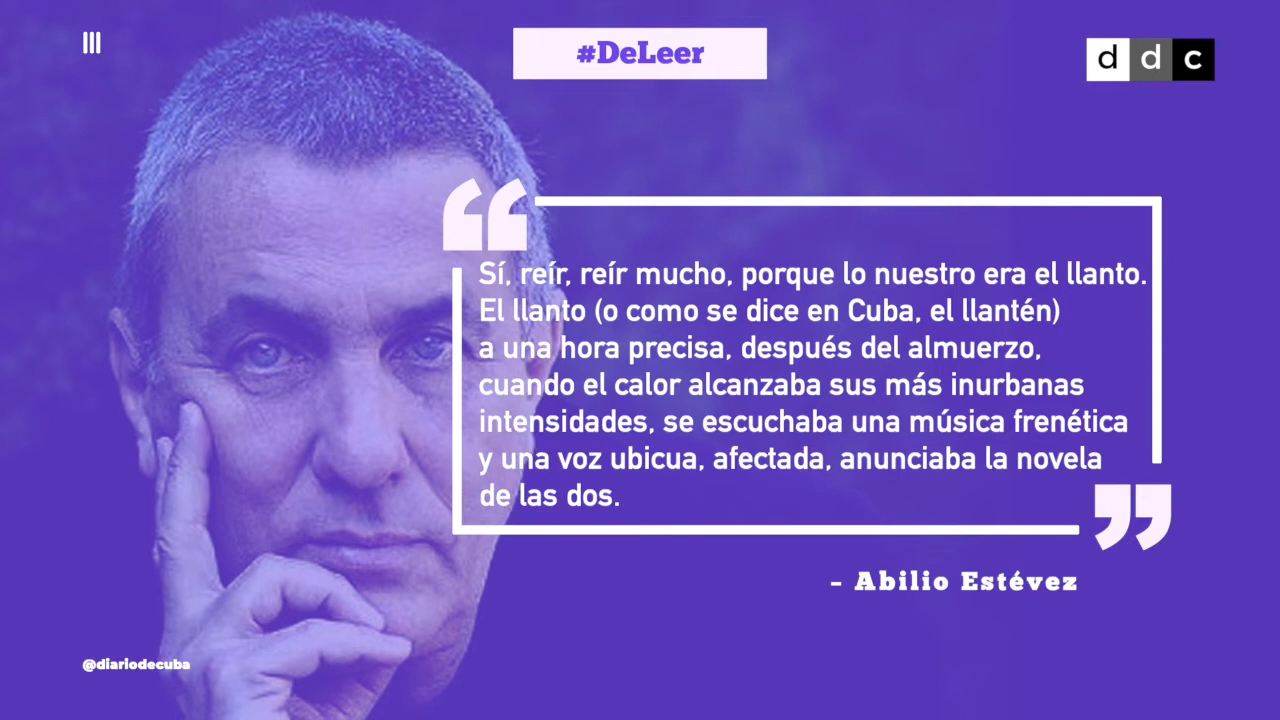 #DeLeer
d d c
Sí, reír, reír mucho, porque lo nuestro era el llanto.
El llanto (o como se dice en Cuba, el llantén)
a una hora precisa, después del almuerzo,
cuando el calor alcanzaba sus más inurbanas
intensidades, se escuchaba una música frenética
y una voz ubicua, afectada, anunciaba la novela
de las dos.
- Abilio Estévez
@diariodecuba